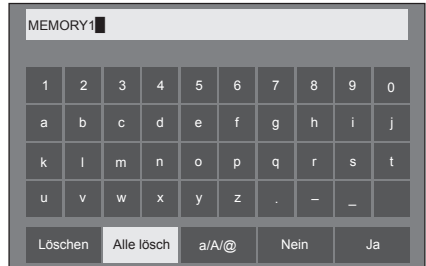 MEMORY1
1 2 3 4 5 6 7 8 9 0
a b c d e f g h i j
k l m n o p q r s t
u v w x y z . – _
Löschen Alle lösch a/A/@ Nein Ja